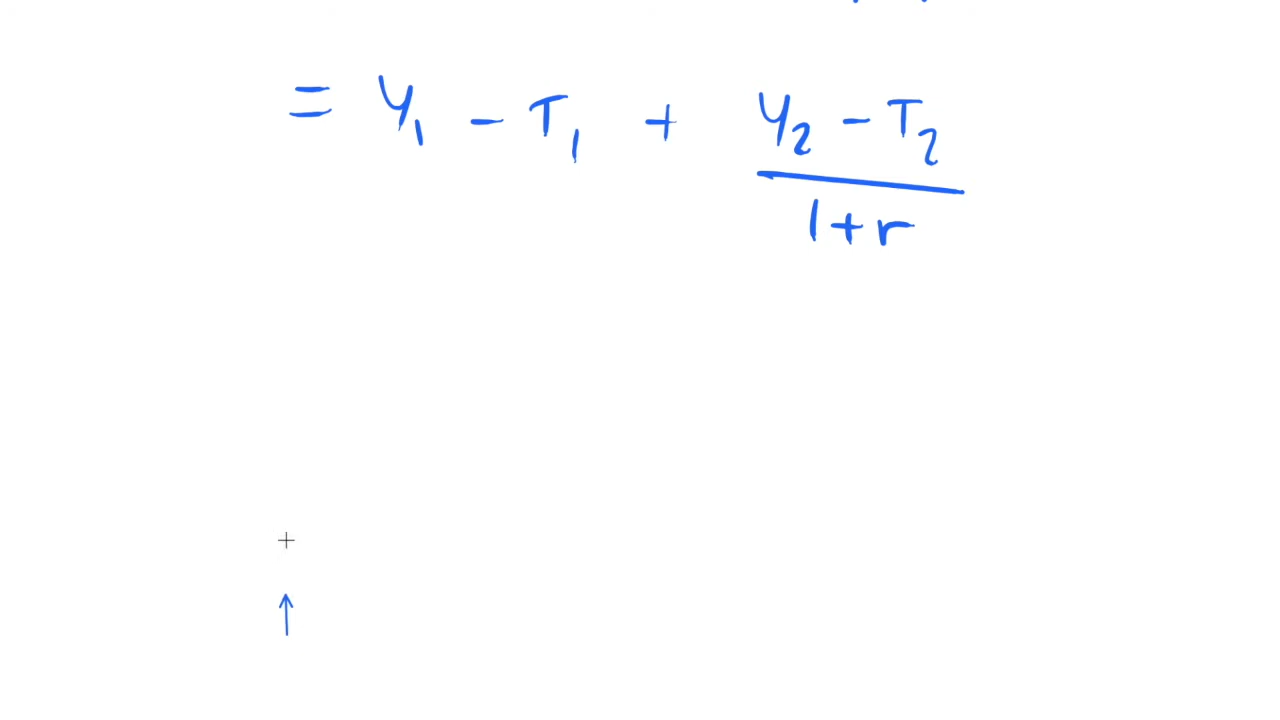 = Y₁ - T₁ + (Y₂ - T₂)/(1+r)
↑